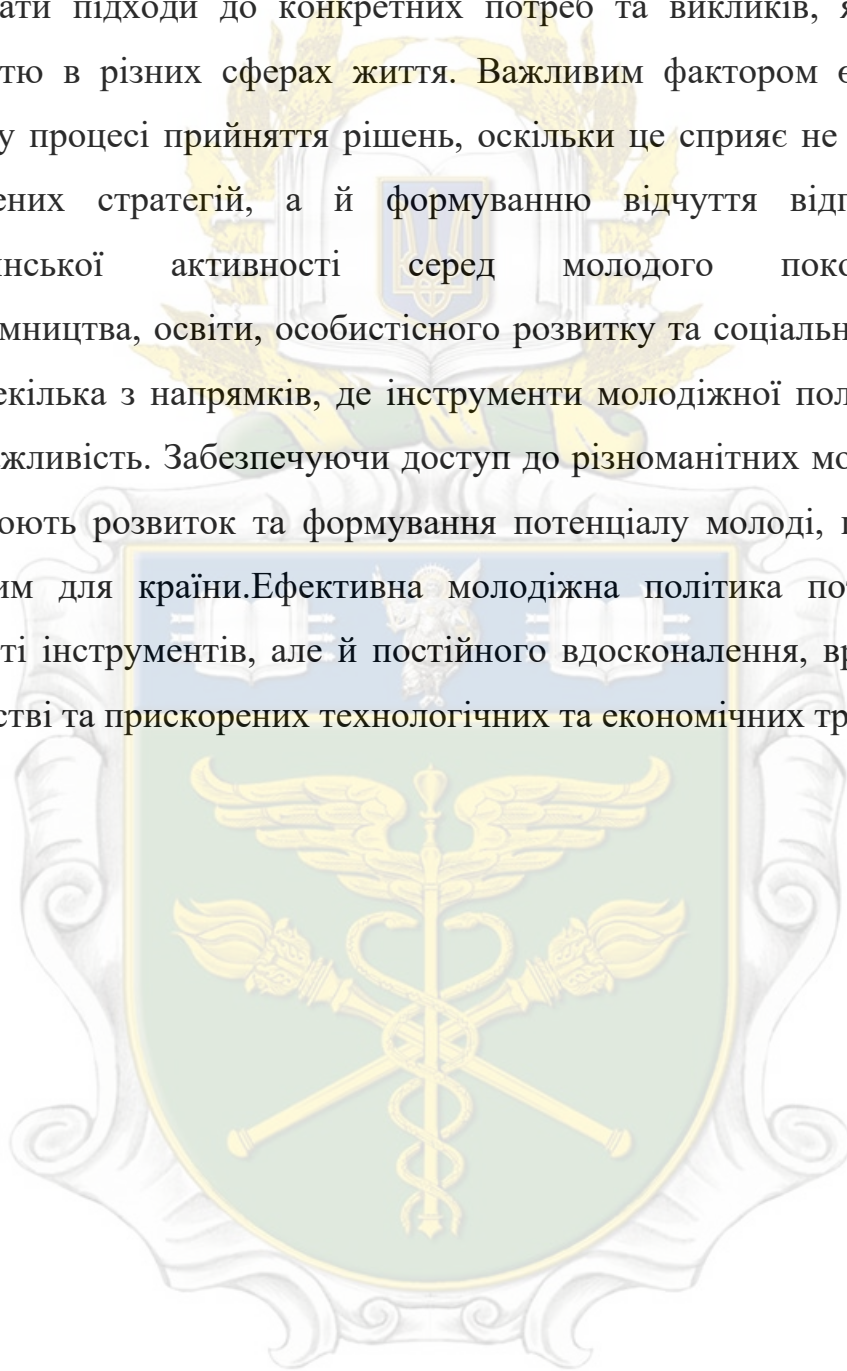 ати підходи до конкретних потреб та викликів, я
тю в різних сферах життя. Важливим фактором є
у процесі прийняття рішень, оскільки це сприяє не
ених стратегій, а й формуванню відчуття відп
нської активності серед молодого поко
мництва, освіти, особистісного розвитку та соціальн
екілька з напрямків, де інструменти молодіжної пол
жливість. Забезпечуючи доступ до різноманітних мо
юють розвиток та формування потенціалу молоді,
им для країни.Ефективна молодіжна політика пот
ті інструментів, але й постійного вдосконалення, вр
стві та прискорених технологічних та економічних тр